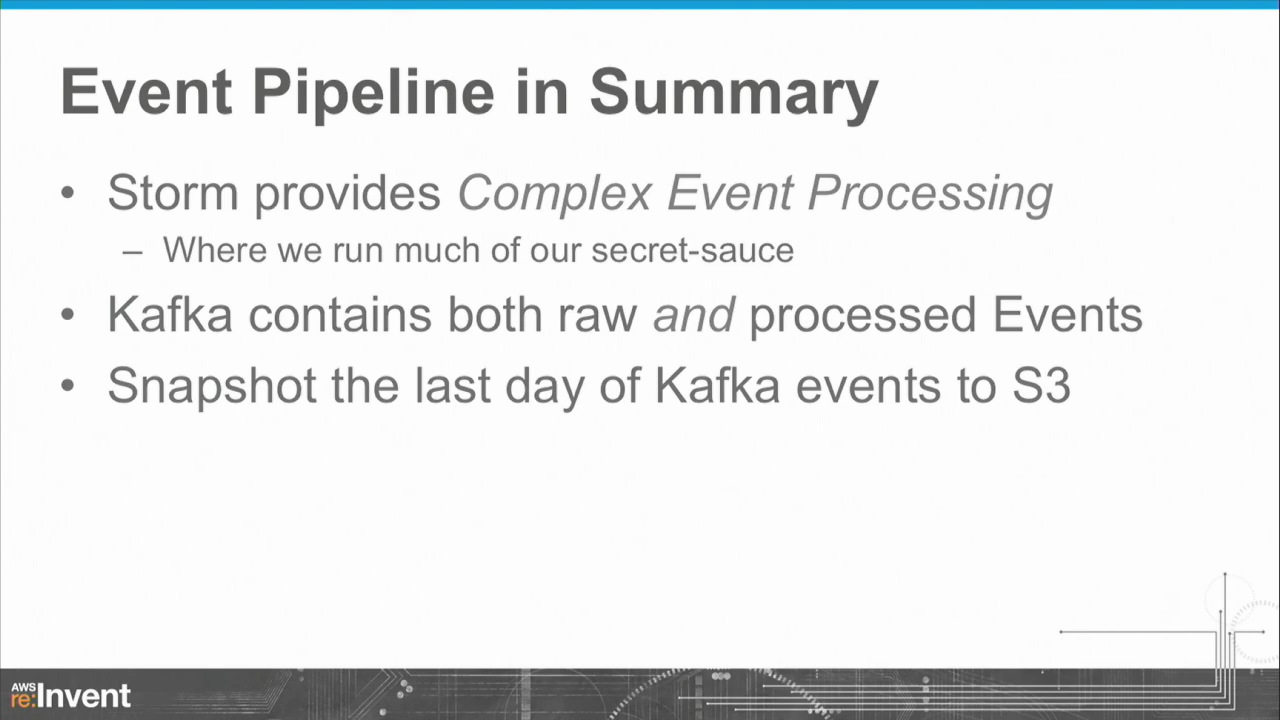 Event Pipeline in Summary
• Storm provides Complex Event Processing
– Where we run much of our secret-sauce
• Kafka contains both raw and processed Events
• Snapshot the last day of Kafka events to S3
AWS
re:Invent